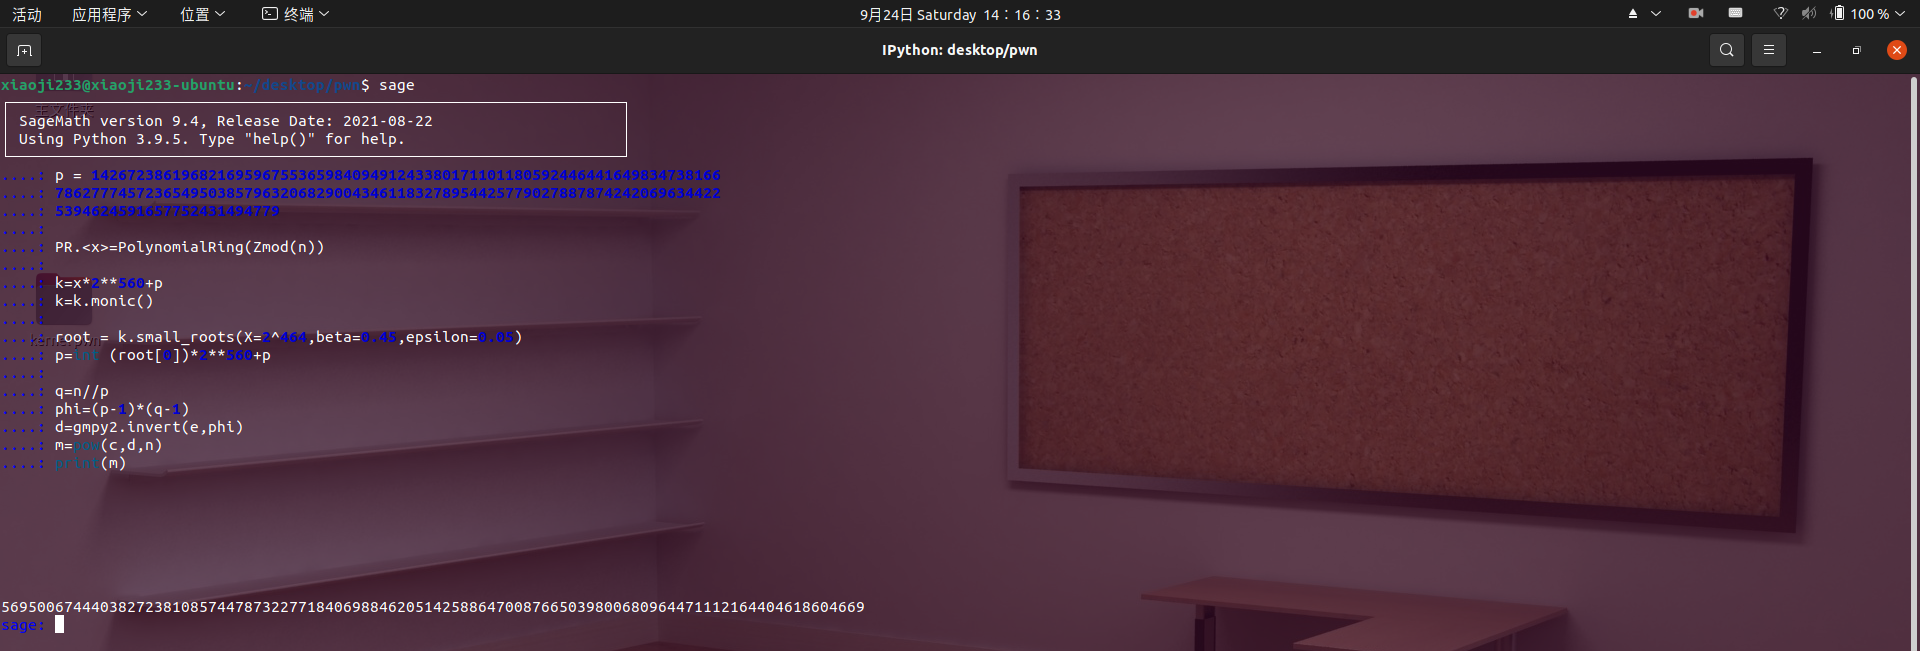 活动 应用程序 位置 终端 9月24日 Saturday 14：16：33 100 %
IPython: desktop/pwn
xiaoji233@xiaoji233-ubuntu:~/desktop/pwn$ sage
SageMath version 9.4, Release Date: 2021-08-22
Using Python 3.9.5. Type "help()" for help.
....: p = 1426723861968216959675536598409491243380171101180592446441649834738166
....: 7862777457236549503857963206829004346118327895442577902788787424206963442​2
....: 5394624591657752431494779
....:
....: PR.<x>=PolynomialRing(Zmod(n))
....:
....: k=x*2**560+p
....: k=k.monic()
....:
....: root = k.small_roots(X=2^464,beta=0.45,epsilon=0.05)
....: p=int (root[0])*2**560+p
....:
....: q=n//p
....: phi=(p-1)*(q-1)
....: d=gmpy2.invert(e,phi)
....: m=pow(c,d,n)
....: print(m)
569500674440382723810857447873227718406988462051425886470087665039800680964471112164404618604669
sage: